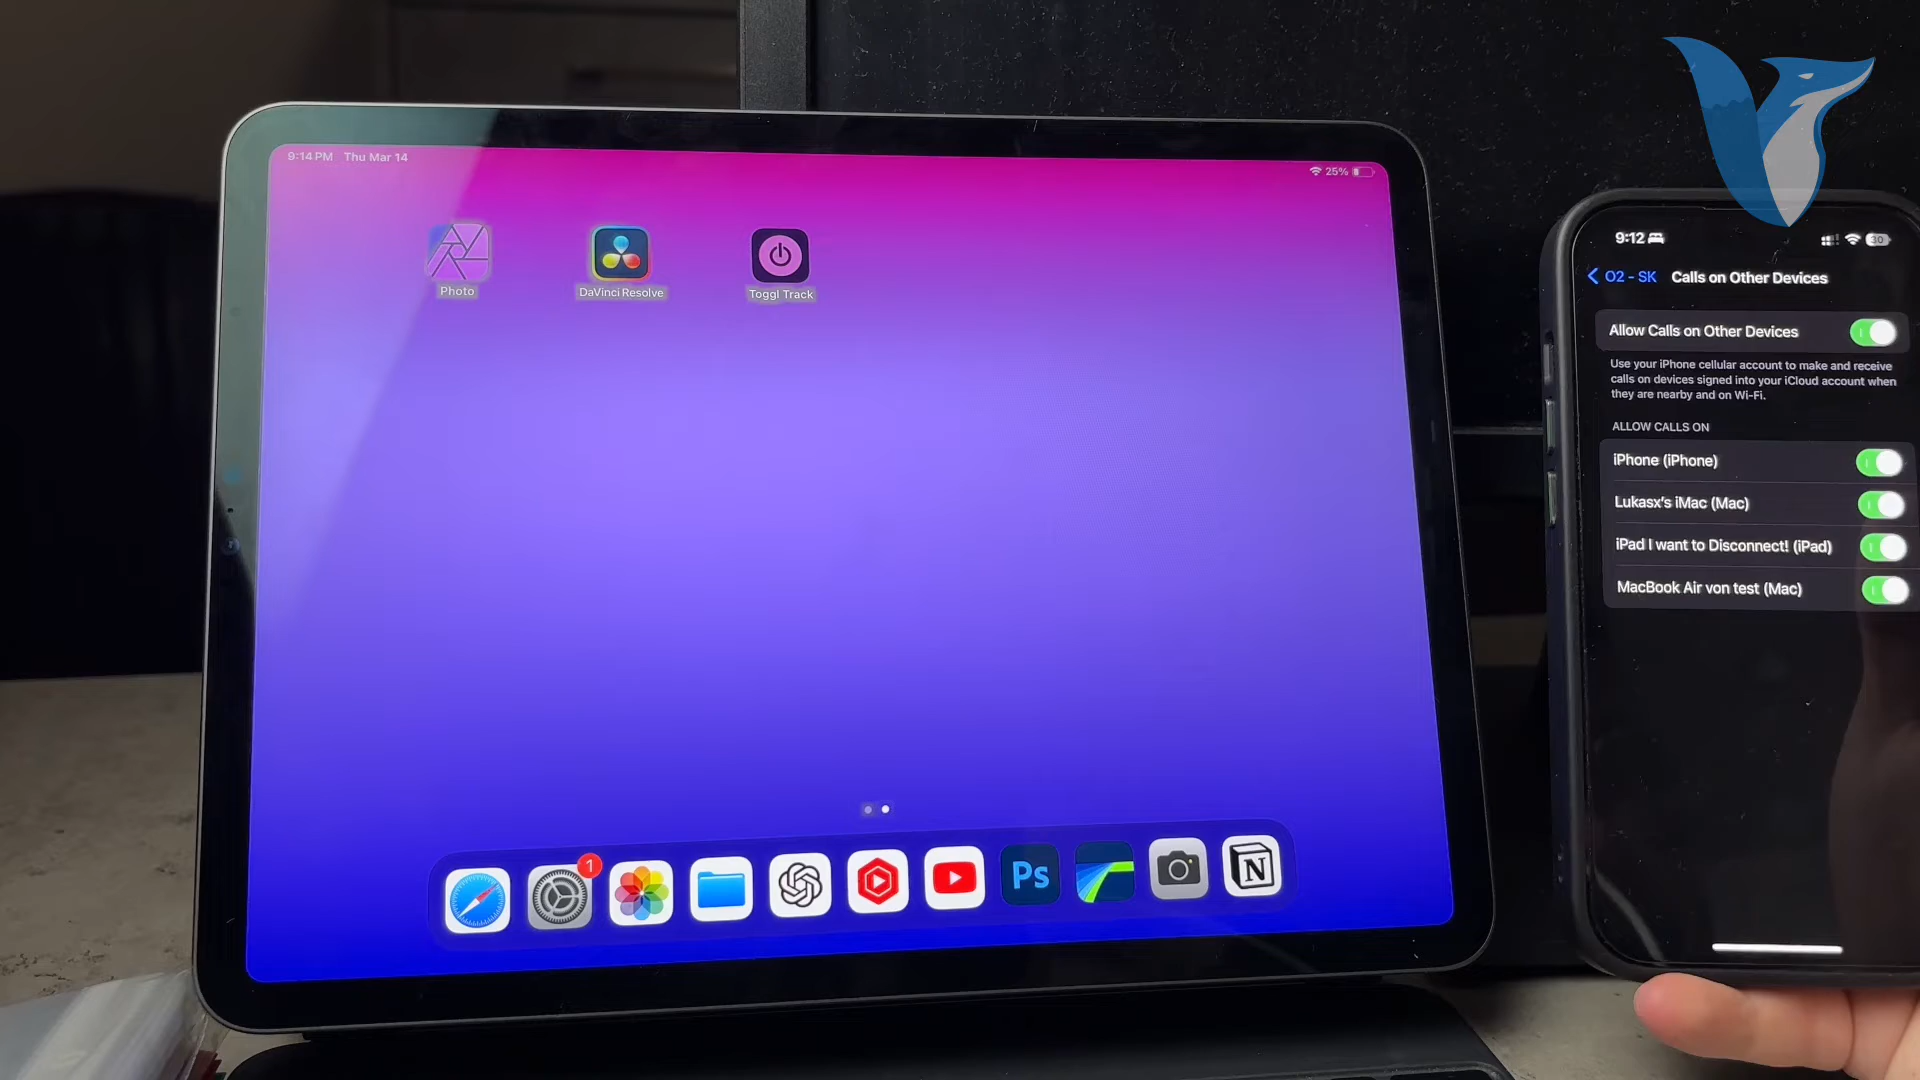 9:14 PM Thu Mar 14
25%
Photo
DaVinci Resolve
Toggl Track
1
Ps
N
9:12
30
O2 - SK
Calls on Other Devices
Allow Calls on Other Devices
Use your iPhone cellular account to make and receive
calls on devices signed into your iCloud account when
they are nearby and on Wi-Fi.
ALLOW CALLS ON
iPhone (iPhone)
Lukasx's iMac (Mac)
iPad I want to Disconnect! (iPad)
MacBook Air von test (Mac)